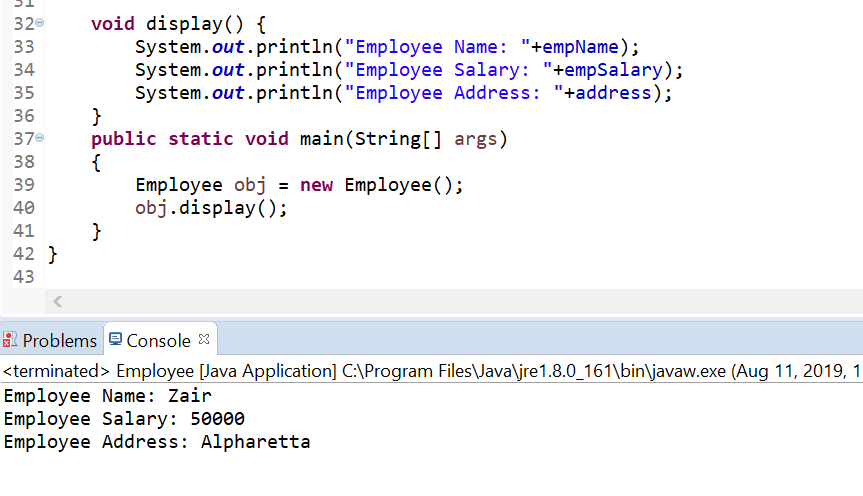 31
32 void display() {
33 System.out.println("Employee Name: "+empName);
34 System.out.println("Employee Salary: "+empSalary);
35 System.out.println("Employee Address: "+address);
36 }
37 public static void main(String[] args)
38 {
39 Employee obj = new Employee();
40 obj.display();
41 }
42 }
43
Problems Console
<terminated> Employee [Java Application] C:\Program Files\Java\jre1.8.0_161\bin\javaw.exe (Aug 11, 2019, 1
Employee Name: Zair
Employee Salary: 50000
Employee Address: Alpharetta